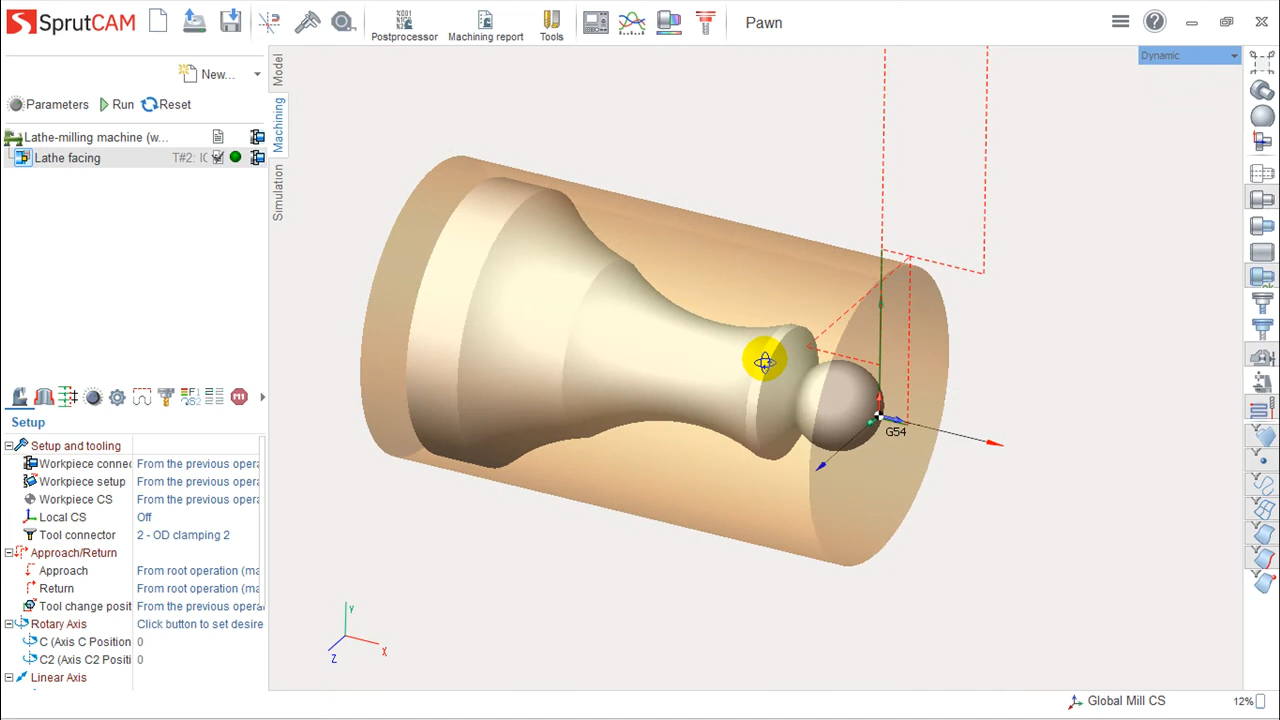 SprutCAM
%001
G01
Postprocessor
Machining report
Tools
Pawn
New...
Dynamic
Parameters
Run
Reset
Lathe-milling machine (w...
Lathe facing
T#2: IC
Model
Machining
Simulation
G54
Setup
Setup and tooling
Workpiece connec
From the previous opera
Workpiece setup
From the previous opera
Workpiece CS
From the previous opera
Local CS
Off
Tool connector
2 - OD clamping 2
Approach/Return
Approach
From root operation (ma
Return
From root operation (ma
Tool change posit
From the previous opera
Rotary Axis
Click button to set desire
C (Axis C Position
0
C2 (Axis C2 Positi
0
Linear Axis
Y
X
Z
Global Mill CS
12%